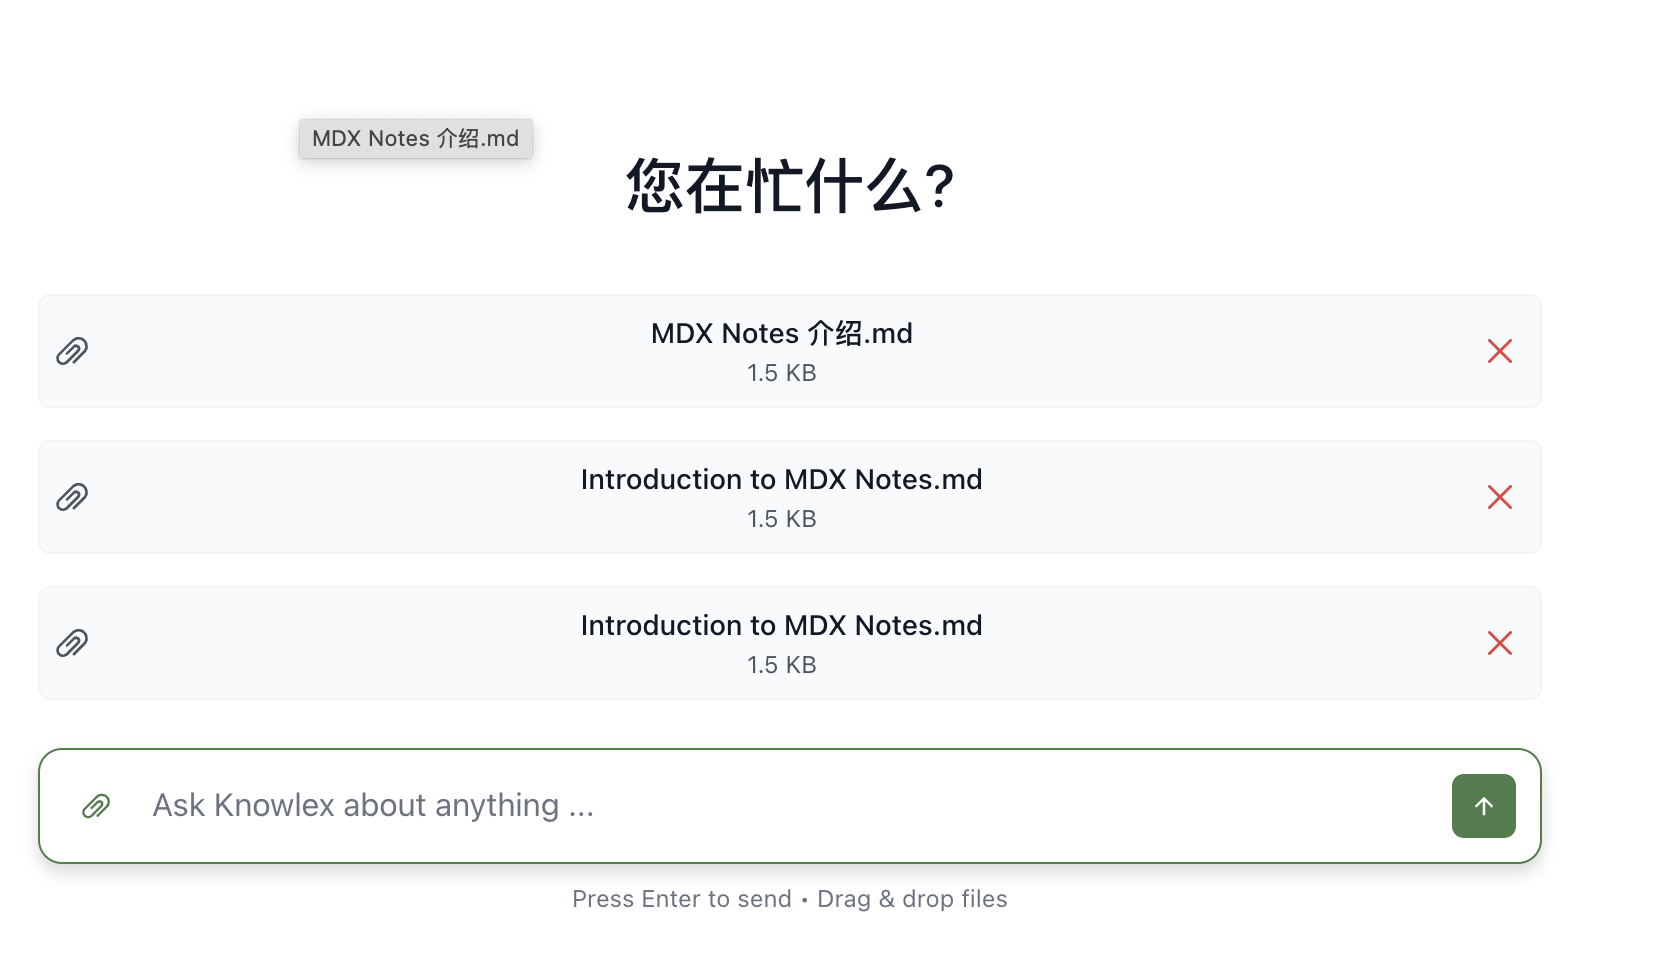 MDX Notes 介绍.md
您在忙什么?
MDX Notes 介绍.md
1.5 KB
Introduction to MDX Notes.md
1.5 KB
Introduction to MDX Notes.md
1.5 KB
Ask Knowlex about anything ...
Press Enter to send • Drag & drop files